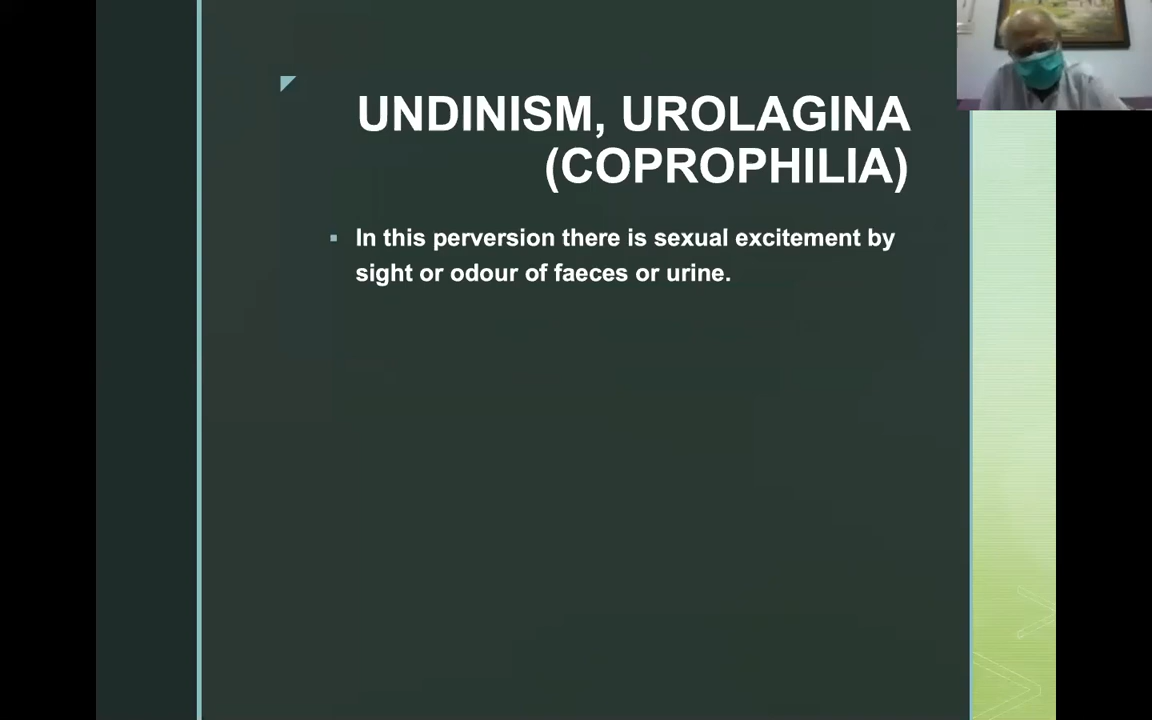 UNDINISM, UROLAGINA
(COPROPHILIA)
▪ In this perversion there is sexual excitement by
sight or odour of faeces or urine.